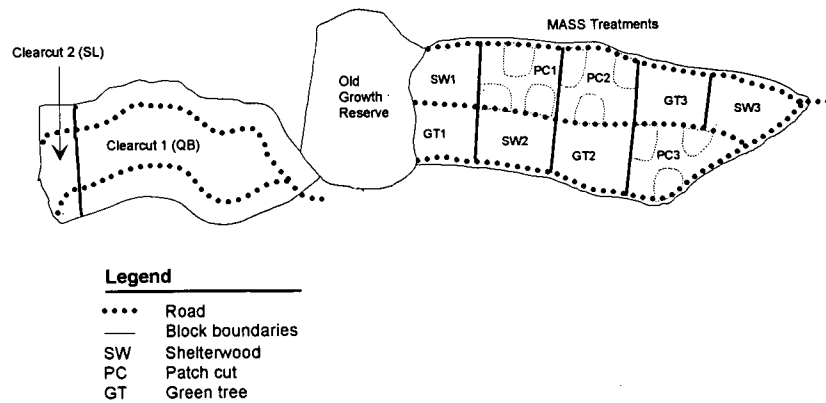 MASS Treatments
Clearcut 2 (SL)
Old
Growth
Reserve
SW1
PC1
PC2
GT3
SW3
Clearcut 1 (QB)
GT1
SW2
GT2
PC3
Legend
Road
Block boundaries
SW Shelterwood
PC Patch cut
GT Green tree